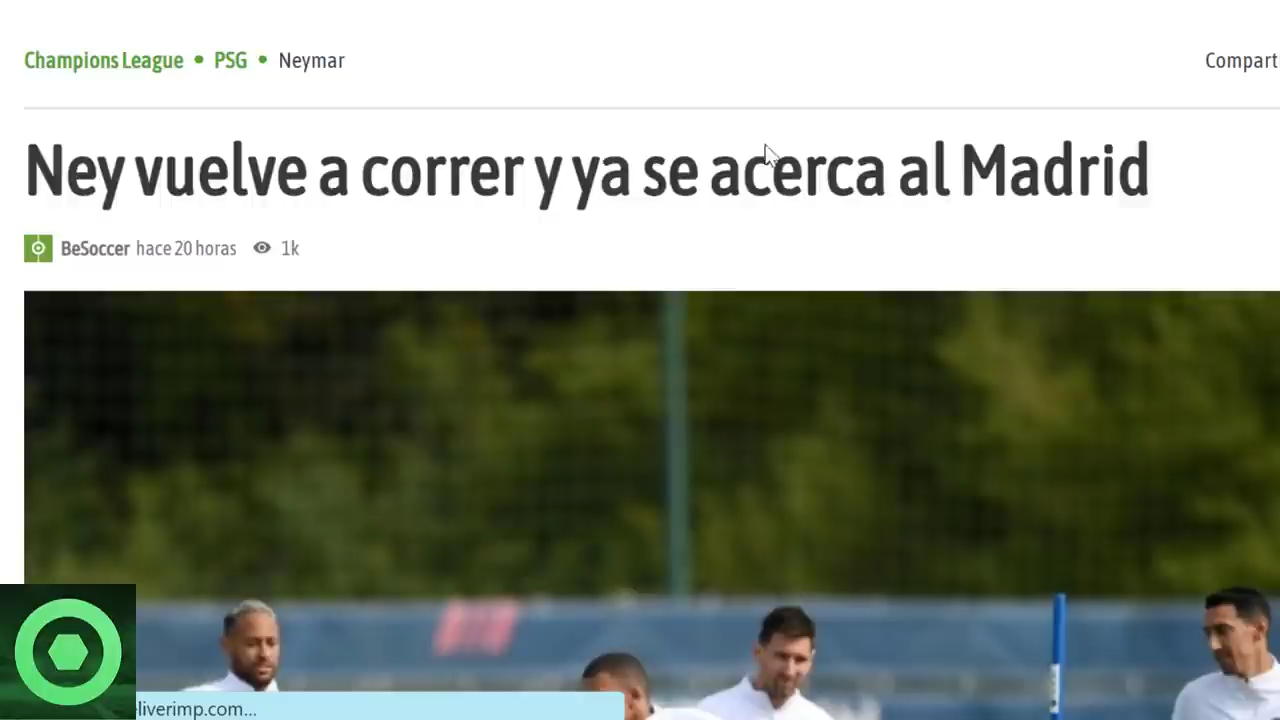 Champions League • PSG • Neymar
Compart
Ney vuelve a correr y ya se acerca al Madrid
BeSoccer hace 20 horas 1k
eliverimp.com...